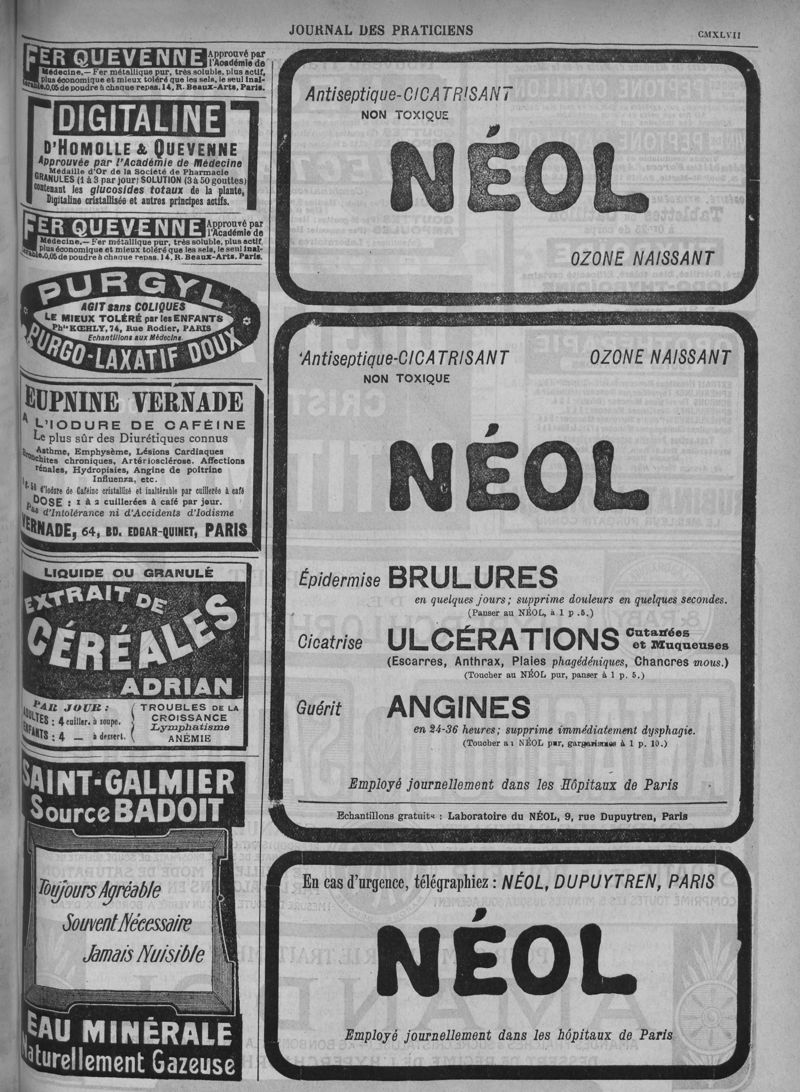 JOURNAL DES PRATICIENS
CMXLVII
FER QUEVENNE Approuvé par
l'Académie de
Médecine.— Fer métallique pur, très soluble, plus actif,
plus économique et mieux toléré que les sels, le seul inal-
térable.0,05 de poudre à chaque repas. 14, R. Beaux-Arts, Paris.
DIGITALINE
D'HOMOLLE & QUEVENNE
Approuvée par l'Académie de Médecine
Médaille d'Or de la Société de Pharmacie
GRANULES (1 à 3 par jour) SOLUTION (3 à 50 gouttes)
contenant les glucosides totaux de la plante,
Digitaline cristallisée et autres principes actifs.
FER QUEVENNE Approuvé par
l'Académie de
Médecine.— Fer métallique pur, très soluble, plus actif,
plus économique et mieux toléré que les sels, le seul inal-
térable.0,05 de poudre à chaque repas. 14, R. Beaux-Arts, Paris.
PURGYL
AGIT sans COLIQUES
LE MIEUX TOLÉRÉ par les ENFANTS
Phie KŒHLY, 74, Rue Rodier, PARIS
Echantillons aux Médecins
PURGO-LAXATIF DOUX
EUPNINE VERNADE
A L'IODURE DE CAFÉINE
Le plus sûr des Diurétiques connus
Asthme, Emphysème, Lésions Cardiaques
Bronchites chroniques, Artériosclérose. Affections
rénales, Hydropisies, Angine de poitrine
Influenza, etc.
d'Iodure de Caféine cristallisé et inaltérable par cuillerée à café
DOSE : 1 à 2 cuillerées à café par jour.
Pas d'Intolérance ni d'Accidents d'Iodisme
VERNADE, 64, BD. EDGAR-QUINET, PARIS
LIQUIDE OU GRANULÉ
EXTRAIT DE
CÉRÉALES
ADRIAN
PAR JOUR :
ADULTES : 4 cuiller. à soupe.
ENFANTS : 4 — à dessert.
TROUBLES DE LA
CROISSANCE
Lymphatisme
ANÉMIE
SAINT-GALMIER
Source BADOIT
Toujours Agréable
Souvent Nécessaire
Jamais Nuisible
EAU MINÉRALE
Naturellement Gazeuse
Antiseptique-CICATRISANT
NON TOXIQUE
NÉOL
OZONE NAISSANT
Antiseptique-CICATRISANT OZONE NAISSANT
NON TOXIQUE
NÉOL
Épidermise BRULURES
en quelques jours; supprime douleurs en quelques secondes.
(Panser au NÉOL, à 1 p .5.)
Cicatrise ULCÉRATIONS Cutanées
et Muqueuses
(Escarres, Anthrax, Plaies phagédéniques, Chancres mous.)
(Toucher au NÉOL pur, panser à 1 p. 5.)
Guérit ANGINES
en 24-36 heures; supprime immédiatement dysphagie.
(Toucher au NÉOL pur, gargarismes à 1 p. 10.)
Employé journellement dans les Hôpitaux de Paris
Echantillons gratuits : Laboratoire du NÉOL, 9, rue Dupuytren, Paris
En cas d'urgence, télégraphiez : NÉOL, DUPUYTREN, PARIS
NÉOL
Employé journellement dans les hôpitaux de Paris